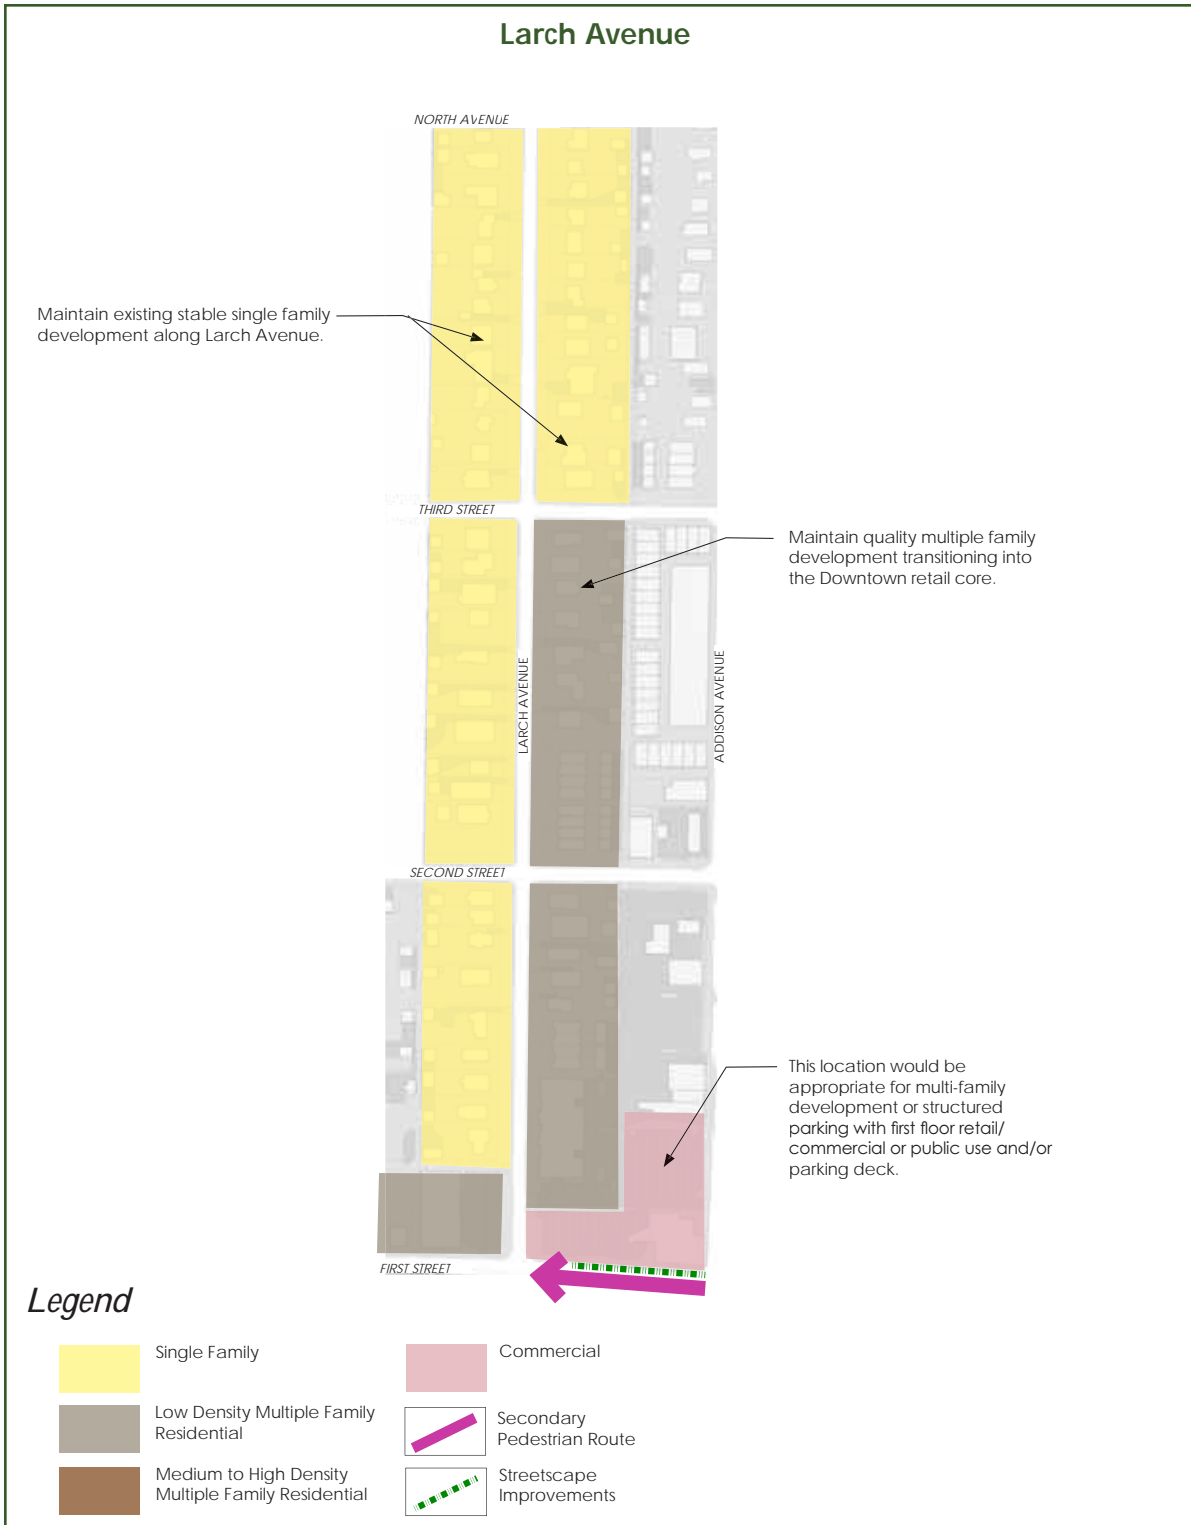 Larch Avenue
NORTH AVENUE
Maintain existing stable single family
development along Larch Avenue.
THIRD STREET
Maintain quality multiple family
development transitioning into
the Downtown retail core.
LARCH AVENUE
ADDISON AVENUE
SECOND STREET
This location would be
appropriate for multi-family
development or structured
parking with first floor retail/
commercial or public use and/or
parking deck.
FIRST STREET
Legend
Single Family
Low Density Multiple Family
Residential
Medium to High Density
Multiple Family Residential
Commercial
Secondary
Pedestrian Route
Streetscape
Improvements